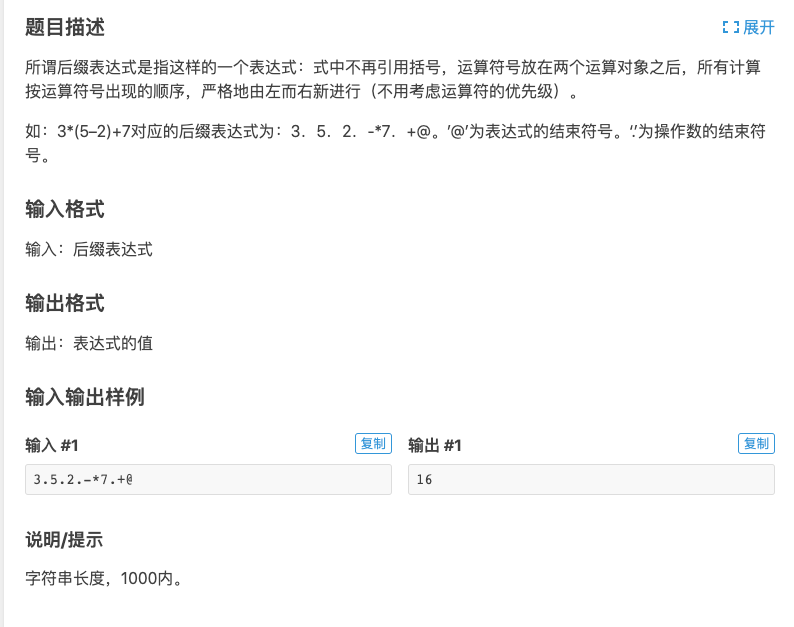 题目描述
展开
所谓后缀表达式是指这样的一个表达式：式中不再引用括号，运算符号放在两个运算对象之后，所有计算
按运算符号出现的顺序，严格地由左而右新进行（不用考虑运算符的优先级）。
如：3*(5–2)+7对应的后缀表达式为：3．5．2．-*7．+@。’@’为表达式的结束符号。‘.’为操作数的结束符
号。
输入格式
输入：后缀表达式
输出格式
输出：表达式的值
输入输出样例
输入 #1 复制 输出 #1 复制
3.5.2.-*7.+@ 16
说明/提示
字符串长度，1000内。